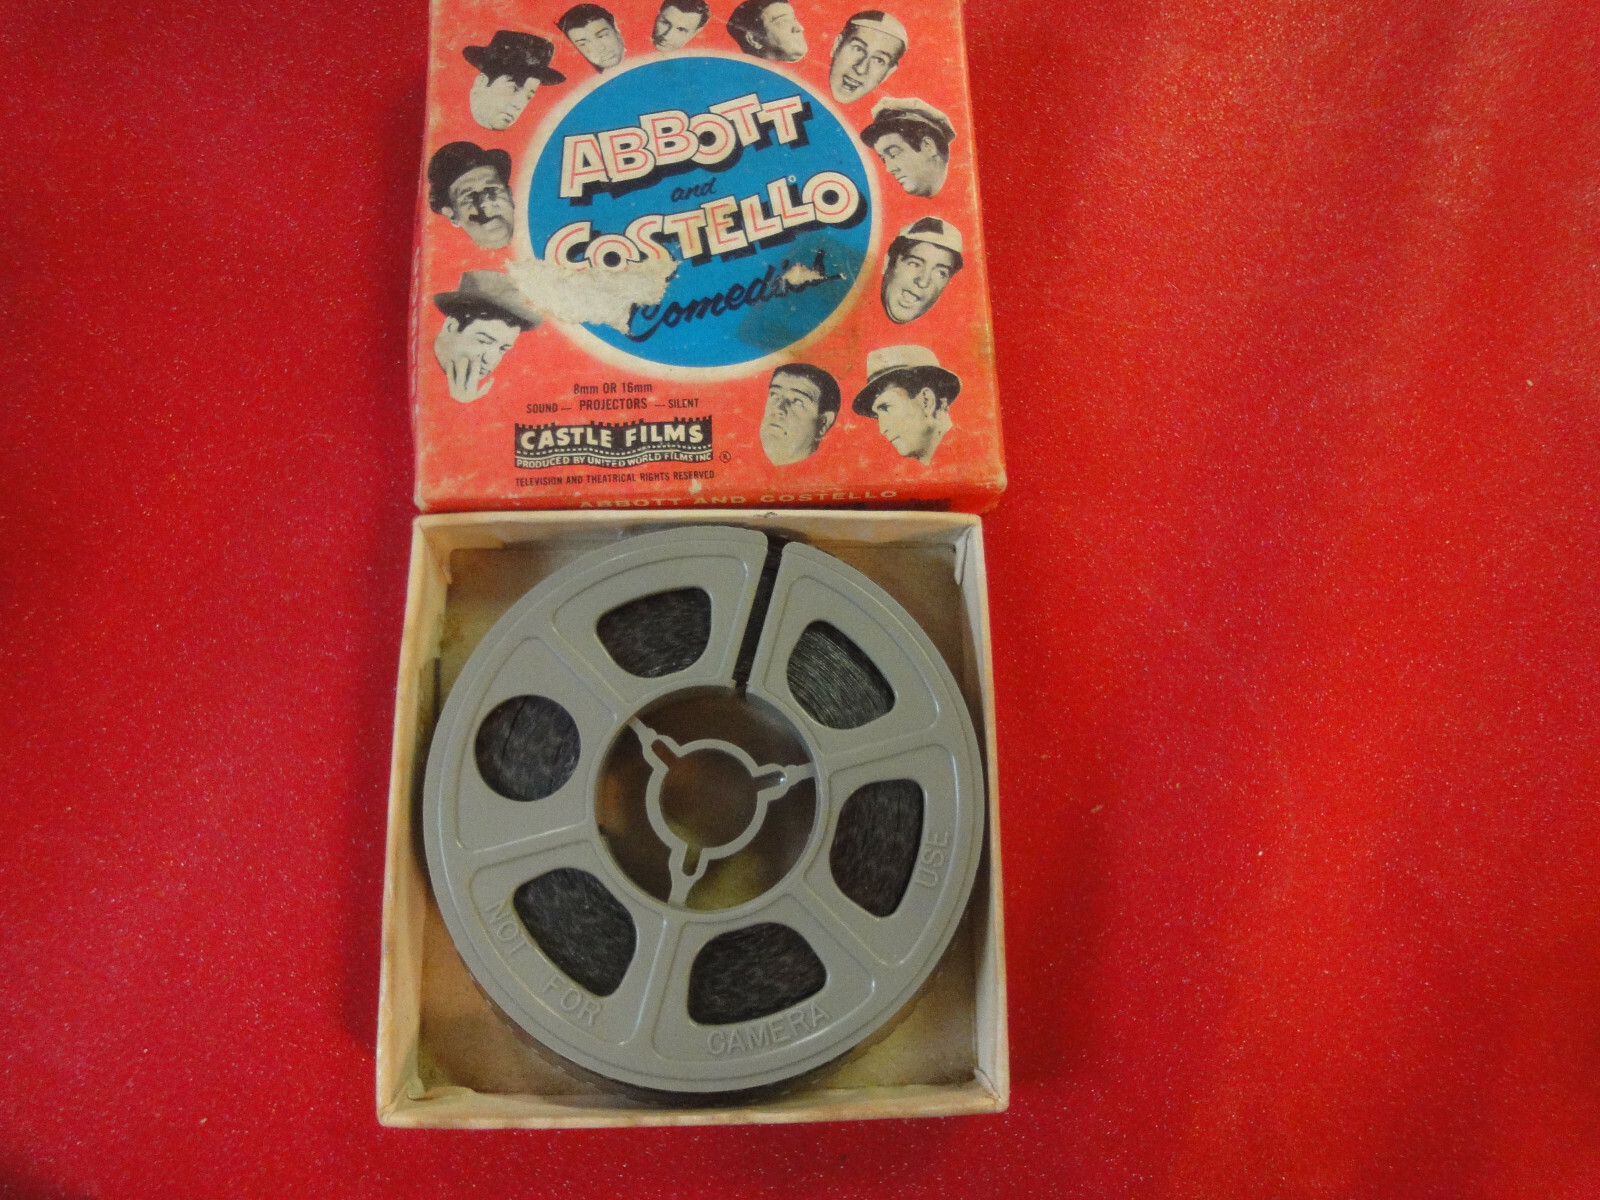 ABBOTT
and
COSTELLO
Comedies
8mm OR 16mm
SOUND — PROJECTORS — SILENT
CASTLE FILMS
PRODUCED BY UNITED WORLD FILMS INC ®
TELEVISION AND THEATRICAL RIGHTS RESERVED
ABBOTT AND COSTELLO
NOT FOR CAMERA USE